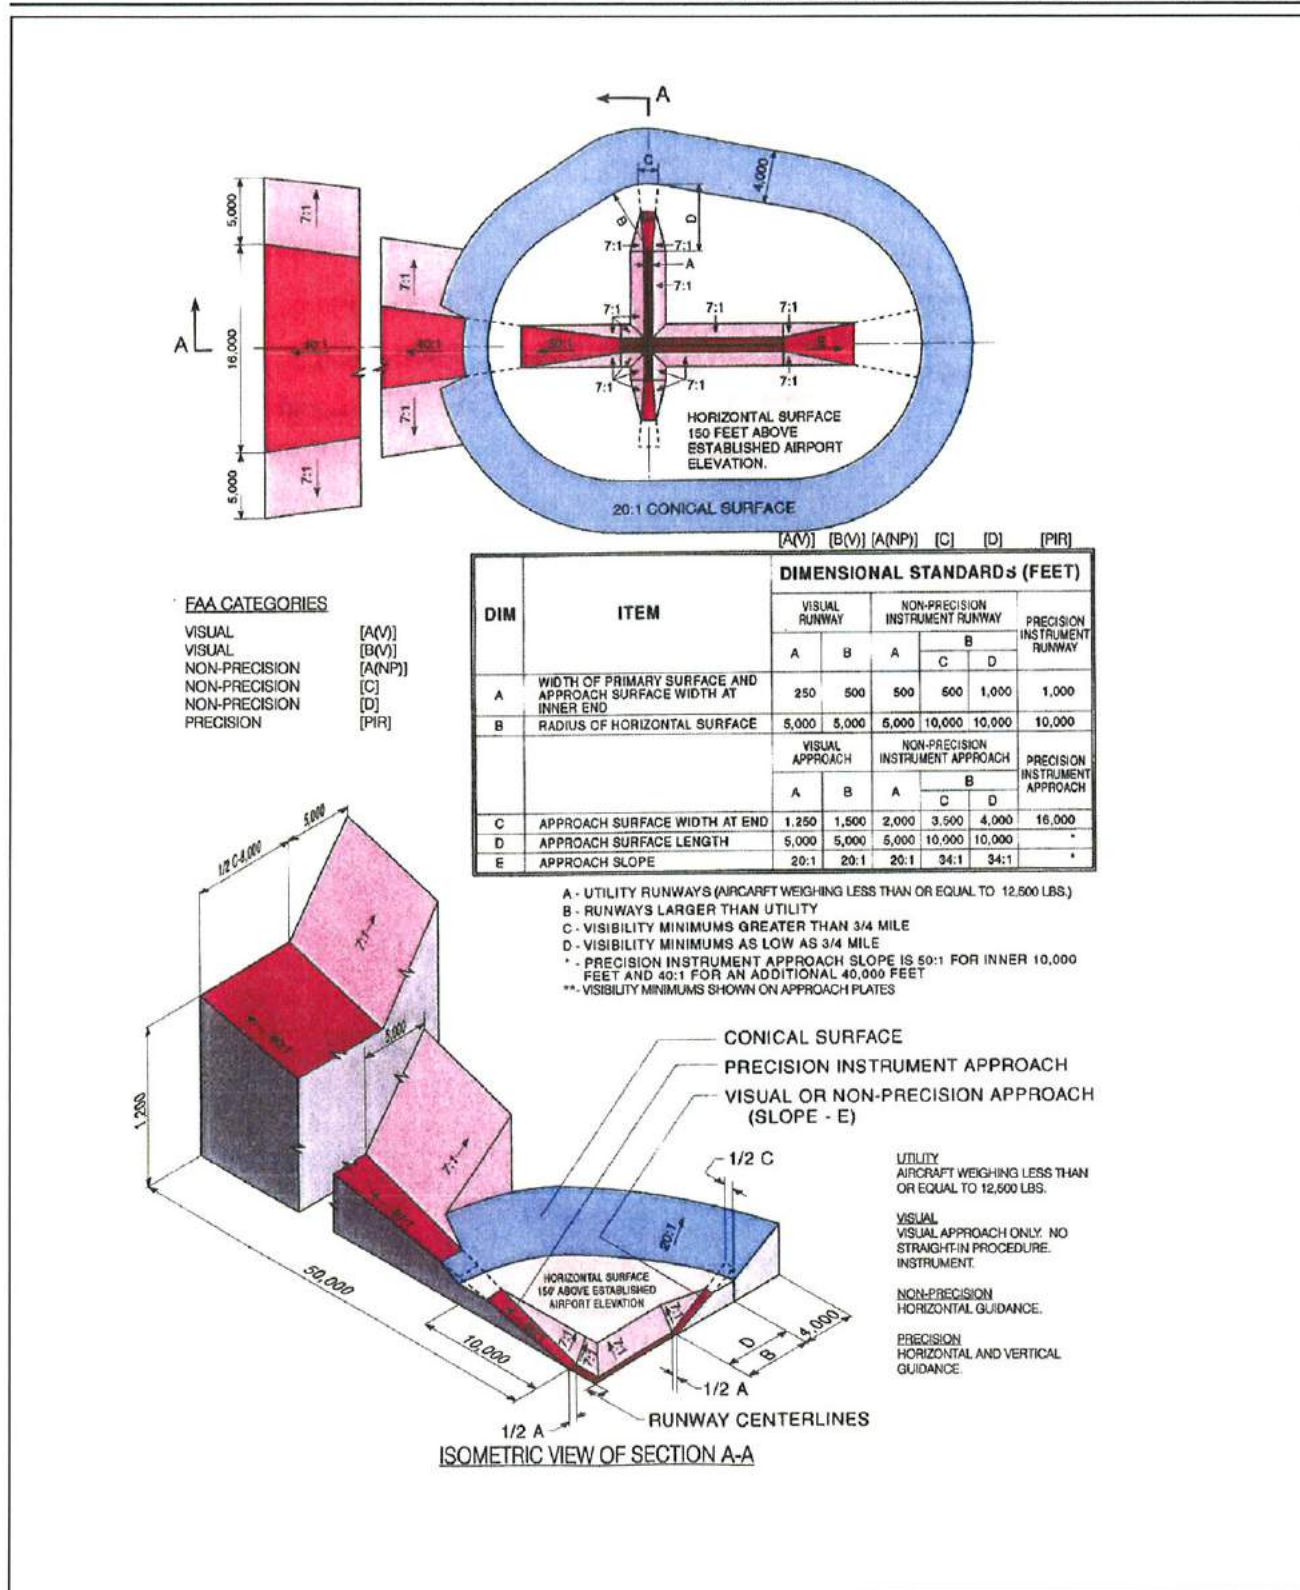 A
C
4,000
5,000
7:1
B
D
7:1
7:1
A
7:1
7:1
7:1
7:1
7:1
A
16,000
40:1
40:1
50:1
E
7:1
7:1
7:1
7:1
HORIZONTAL SURFACE
150 FEET ABOVE
ESTABLISHED AIRPORT
ELEVATION.
5,000
7:1
20:1 CONICAL SURFACE
[A(V)] [B(V)] [A(NP)] [C] [D] [PIR]
DIM ITEM DIMENSIONAL STANDARDS (FEET)
VISUAL RUNWAY NON-PRECISION INSTRUMENT RUNWAY PRECISION INSTRUMENT RUNWAY
A B A B
C D
A WIDTH OF PRIMARY SURFACE AND APPROACH SURFACE WIDTH AT INNER END 250 500 500 500 1,000 1,000
B RADIUS OF HORIZONTAL SURFACE 5,000 5,000 5,000 10,000 10,000 10,000
VISUAL APPROACH NON-PRECISION INSTRUMENT APPROACH PRECISION INSTRUMENT APPROACH
A B A B
C D
C APPROACH SURFACE WIDTH AT END 1,250 1,500 2,000 3,500 4,000 16,000
D APPROACH SURFACE LENGTH 5,000 5,000 5,000 10,000 10,000 *
E APPROACH SLOPE 20:1 20:1 20:1 34:1 34:1 *
FAA CATEGORIES
VISUAL [A(V)]
VISUAL [B(V)]
NON-PRECISION [A(NP)]
NON-PRECISION [C]
NON-PRECISION [D]
PRECISION [PIR]
A - UTILITY RUNWAYS (AIRCARFT WEIGHING LESS THAN OR EQUAL TO 12,500 LBS.)
B - RUNWAYS LARGER THAN UTILITY
C - VISIBILITY MINIMUMS GREATER THAN 3/4 MILE
D - VISIBILITY MINIMUMS AS LOW AS 3/4 MILE
* - PRECISION INSTRUMENT APPROACH SLOPE IS 50:1 FOR INNER 10,000
FEET AND 40:1 FOR AN ADDITIONAL 40,000 FEET
**- VISIBILITY MINIMUMS SHOWN ON APPROACH PLATES
5,000
1/2 C-8,000
7:1
40:1
5,000
1,200
7:1
CONICAL SURFACE
PRECISION INSTRUMENT APPROACH
VISUAL OR NON-PRECISION APPROACH
(SLOPE - E)
1/2 C
20:1
HORIZONTAL SURFACE
150' ABOVE ESTABLISHED
AIRPORT ELEVATION
50,000
10,000
7:1
7:1
7:1
7:1
D
B
4,000
1/2 A
1/2 A
RUNWAY CENTERLINES
UTILITY
AIRCRAFT WEIGHING LESS THAN
OR EQUAL TO 12,500 LBS.
VISUAL
VISUAL APPROACH ONLY. NO
STRAIGHT-IN PROCEDURE.
INSTRUMENT.
NON-PRECISION
HORIZONTAL GUIDANCE.
PRECISION
HORIZONTAL AND VERTICAL
GUIDANCE.
ISOMETRIC VIEW OF SECTION A-A